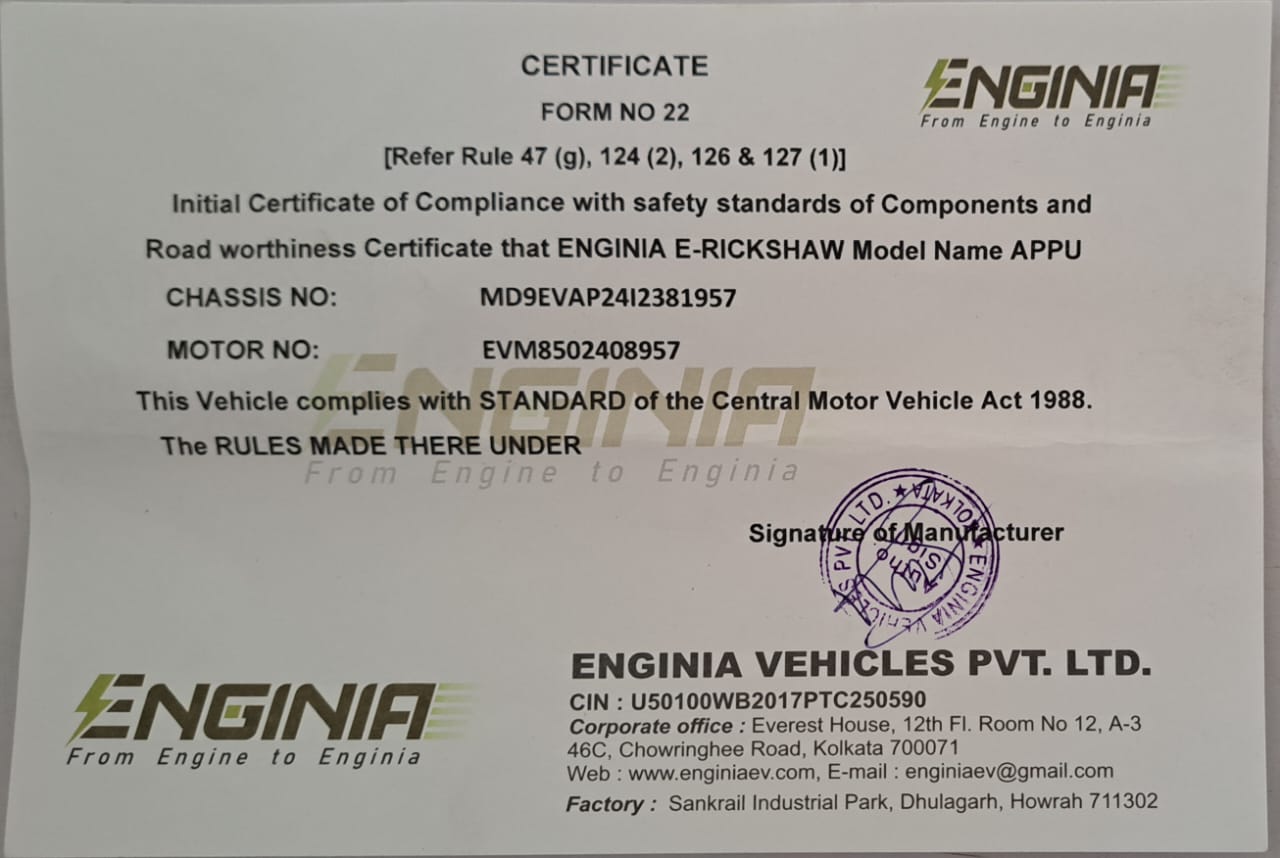 CERTIFICATE
ENGINIA
From Engine to Enginia
FORM NO 22
[Refer Rule 47 (g), 124 (2), 126 & 127 (1)]
Initial Certificate of Compliance with safety standards of Components and
Road worthiness Certificate that ENGINIA E-RICKSHAW Model Name APPU
CHASSIS NO: MD9EVAP24I2381957
MOTOR NO: EVM8502408957
ENGINIA
This Vehicle complies with STANDARD of the Central Motor Vehicle Act 1988.
The RULES MADE THERE UNDER
From Engine to Enginia
Signature of Manufacturer
ENGINIA VEHICLES PVT LTD. ★ KOLKATA ★
ENGINIA VEHICLES PVT. LTD.
CIN : U50100WB2017PTC250590
Corporate office : Everest House, 12th Fl. Room No 12, A-3
46C, Chowringhee Road, Kolkata 700071
Web : www.enginiaev.com, E-mail : enginiaev@gmail.com
Factory : Sankrail Industrial Park, Dhulagarh, Howrah 711302
ENGINIA
From Engine to Enginia